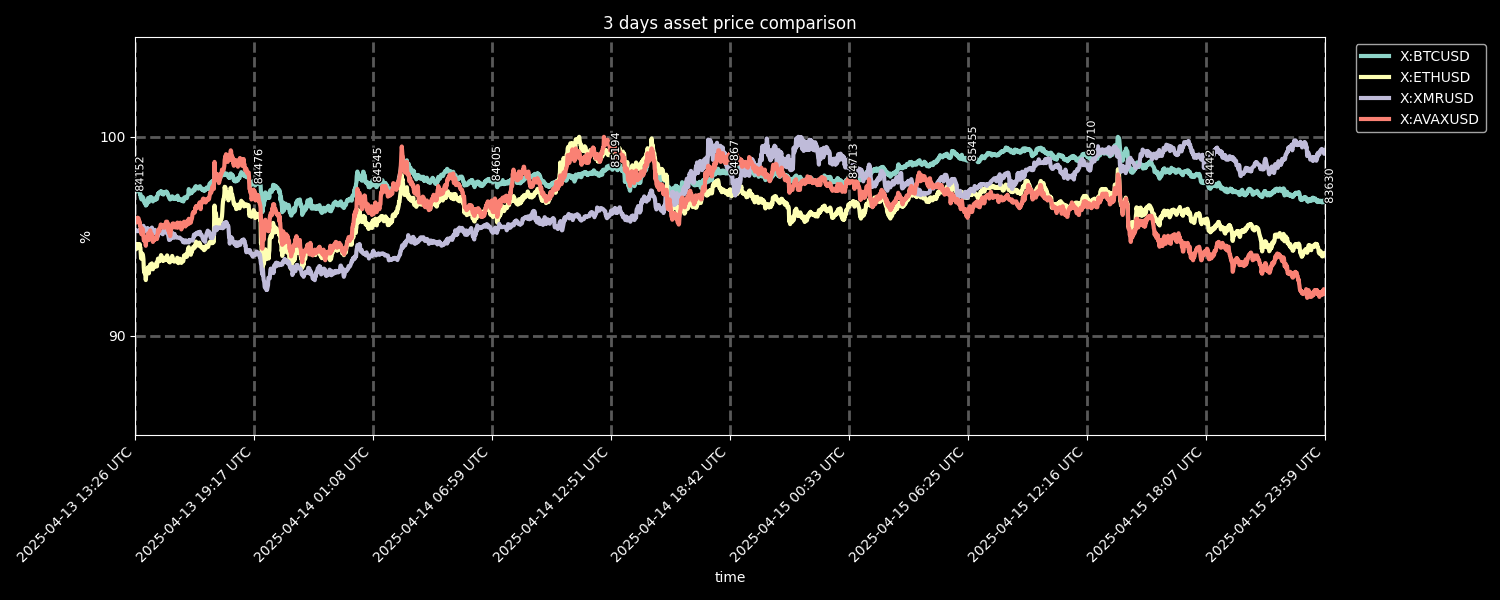 3 days asset price comparison
X:BTCUSD
X:ETHUSD
X:XMRUSD
X:AVAXUSD
100
90
%
84152
84476
84545
84605
85194
84867
84713
85455
85710
84442
83630
2025-04-13 13:26 UTC
2025-04-13 19:17 UTC
2025-04-14 01:08 UTC
2025-04-14 06:59 UTC
2025-04-14 12:51 UTC
2025-04-14 18:42 UTC
2025-04-15 00:33 UTC
2025-04-15 06:25 UTC
2025-04-15 12:16 UTC
2025-04-15 18:07 UTC
2025-04-15 23:59 UTC
time